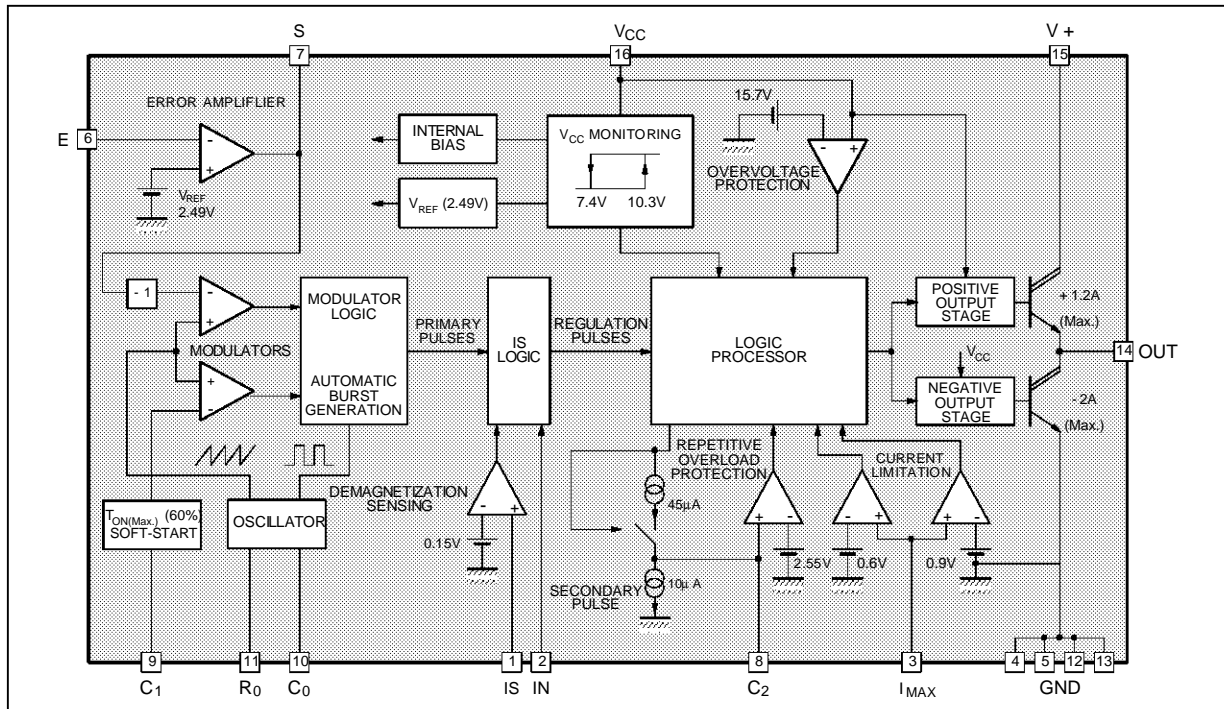 S
7
VCC
16
V +
15
ERROR AMPLIFLIER
E 6
-
+
VREF
2.49V
INTERNAL
BIAS
VREF (2.49V)
VCC MONITORING
7.4V
10.3V
15.7V
-
+
OVERVOLTAGE
PROTECTION
- 1
-
+
MODULATORS
+
-
MODULATOR
LOGIC
AUTOMATIC
BURST
GENERATION
PRIMARY
PULSES
IS
LOGIC
REGULATION
PULSES
LOGIC
PROCESSOR
POSITIVE
OUTPUT
STAGE
+ 1.2A
(Max.)
14 OUT
VCC
NEGATIVE
OUTPUT
STAGE
- 2A
(Max.)
TON(Max.) (60%)
SOFT-START
OSCILLATOR
DEMAGNETIZATION
SENSING
-
+
0.15V
REPETITIVE
OVERLOAD
PROTECTION
45µA
10µ A
SECONDARY
PULSE
+
-
2.55V
CURRENT
LIMITATION
-
+
0.6V
+
-
0.9V
9
11
10
1
2
8
3
4
5
12
13
C1
R0
C0
IS
IN
C2
IMAX
GND